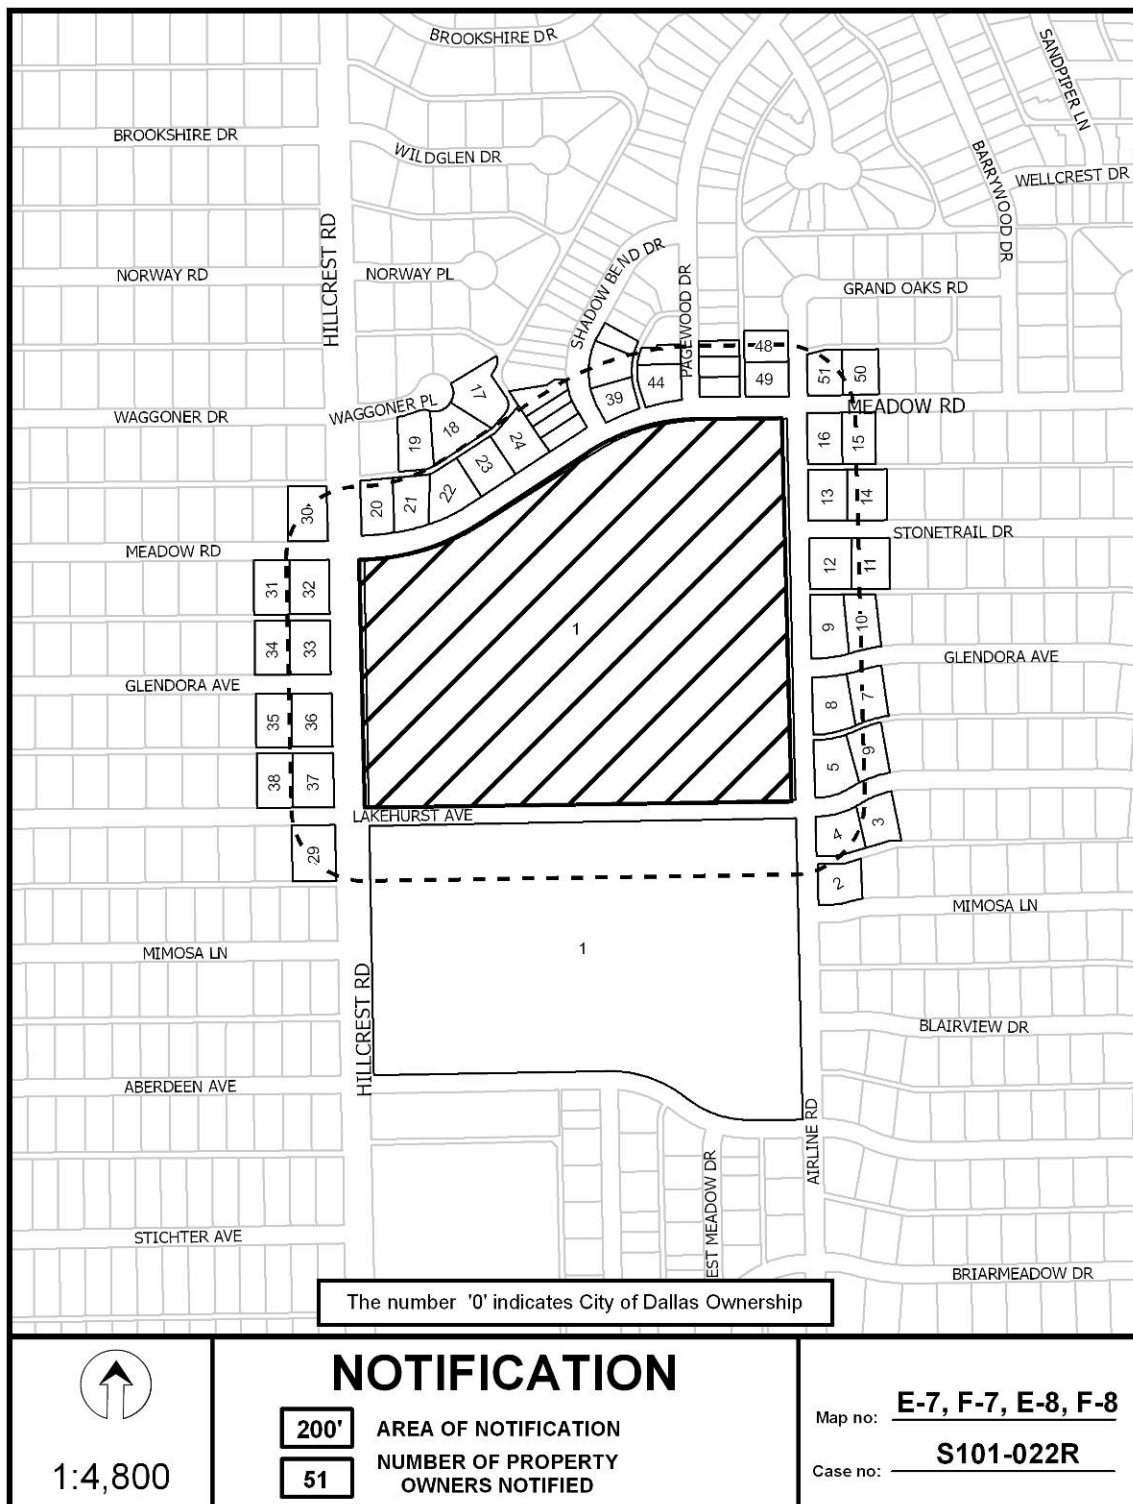 BROOKSHIRE DR
SANDPIPER LN
BROOKSHIRE DR
WILDGLEN DR
BARRYWOOD DR
WELLCREST DR
HILLCREST RD
NORWAY RD
NORWAY PL
SHADOW BEND DR
PAGEWOOD DR
GRAND OAKS RD
48
17
44
49
51
50
39
WAGGONER DR
WAGGONER PL
MEADOW RD
19
18
24
16
15
23
20
21
22
13
14
30
MEADOW RD
STONETRAIL DR
31
32
12
11
34
33
1
9
10
GLENDORA AVE
GLENDORA AVE
35
36
8
7
38
37
5
6
LAKEHURST AVE
29
4
3
2
MIMOSA LN
MIMOSA LN
1
HILLCREST RD
BLAIRVIEW DR
ABERDEEN AVE
AIRLINE RD
EST MEADOW DR
STICHTER AVE
BRIARMEADOW DR
The number '0' indicates City of Dallas Ownership
1:4,800
NOTIFICATION
200' AREA OF NOTIFICATION
51 NUMBER OF PROPERTY
OWNERS NOTIFIED
Map no: E-7, F-7, E-8, F-8
Case no: S101-022R